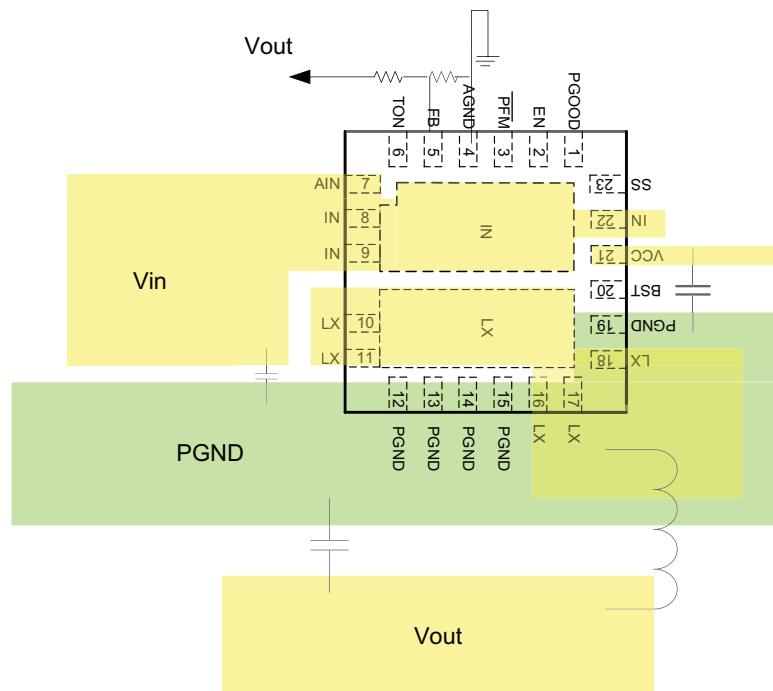 Vout
TON
FB
AGND
PFM
EN
PGOOD
6
5
4
3
2
1
AIN
7
IN
8
IN
9
LX
10
LX
11
IN
LX
23
SS
22
IN
21
VCC
20
BST
19
PGND
18
LX
12
13
14
15
16
17
PGND
PGND
PGND
PGND
LX
LX
Vin
PGND
Vout